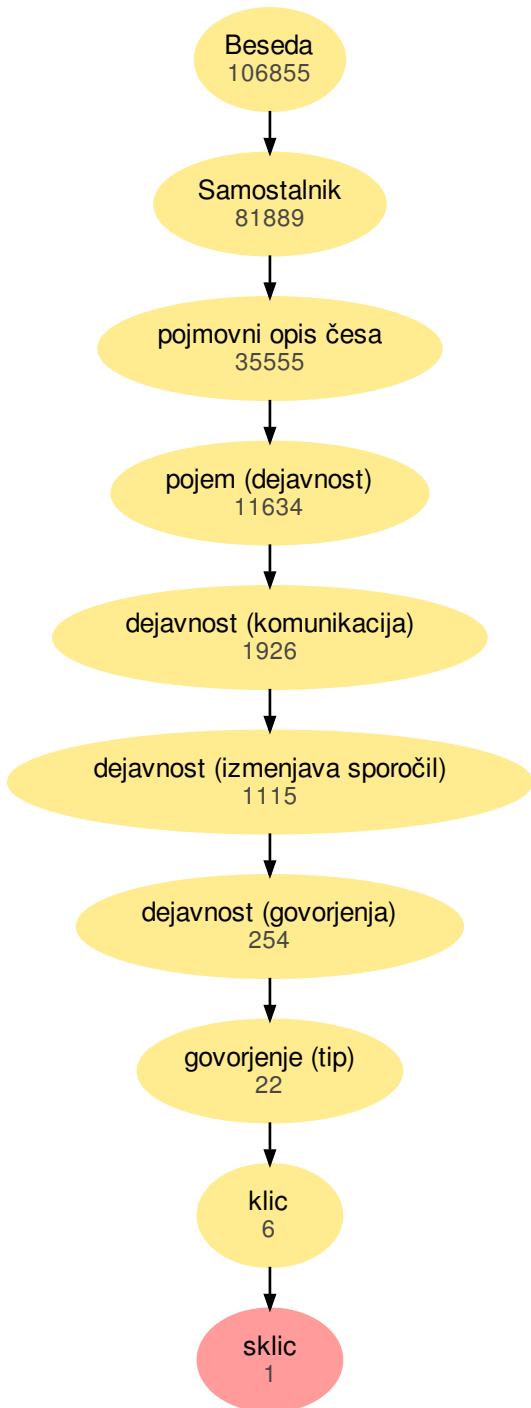 Beseda
106855
Samostalnik
81889
pojmovni opis česa
35555
pojem (dejavnost)
11634
dejavnost (komunikacija)
1926
dejavnost (izmenjava sporočil)
1115
dejavnost (govorjenja)
254
govorjenje (tip)
22
klic
6
sklic
1